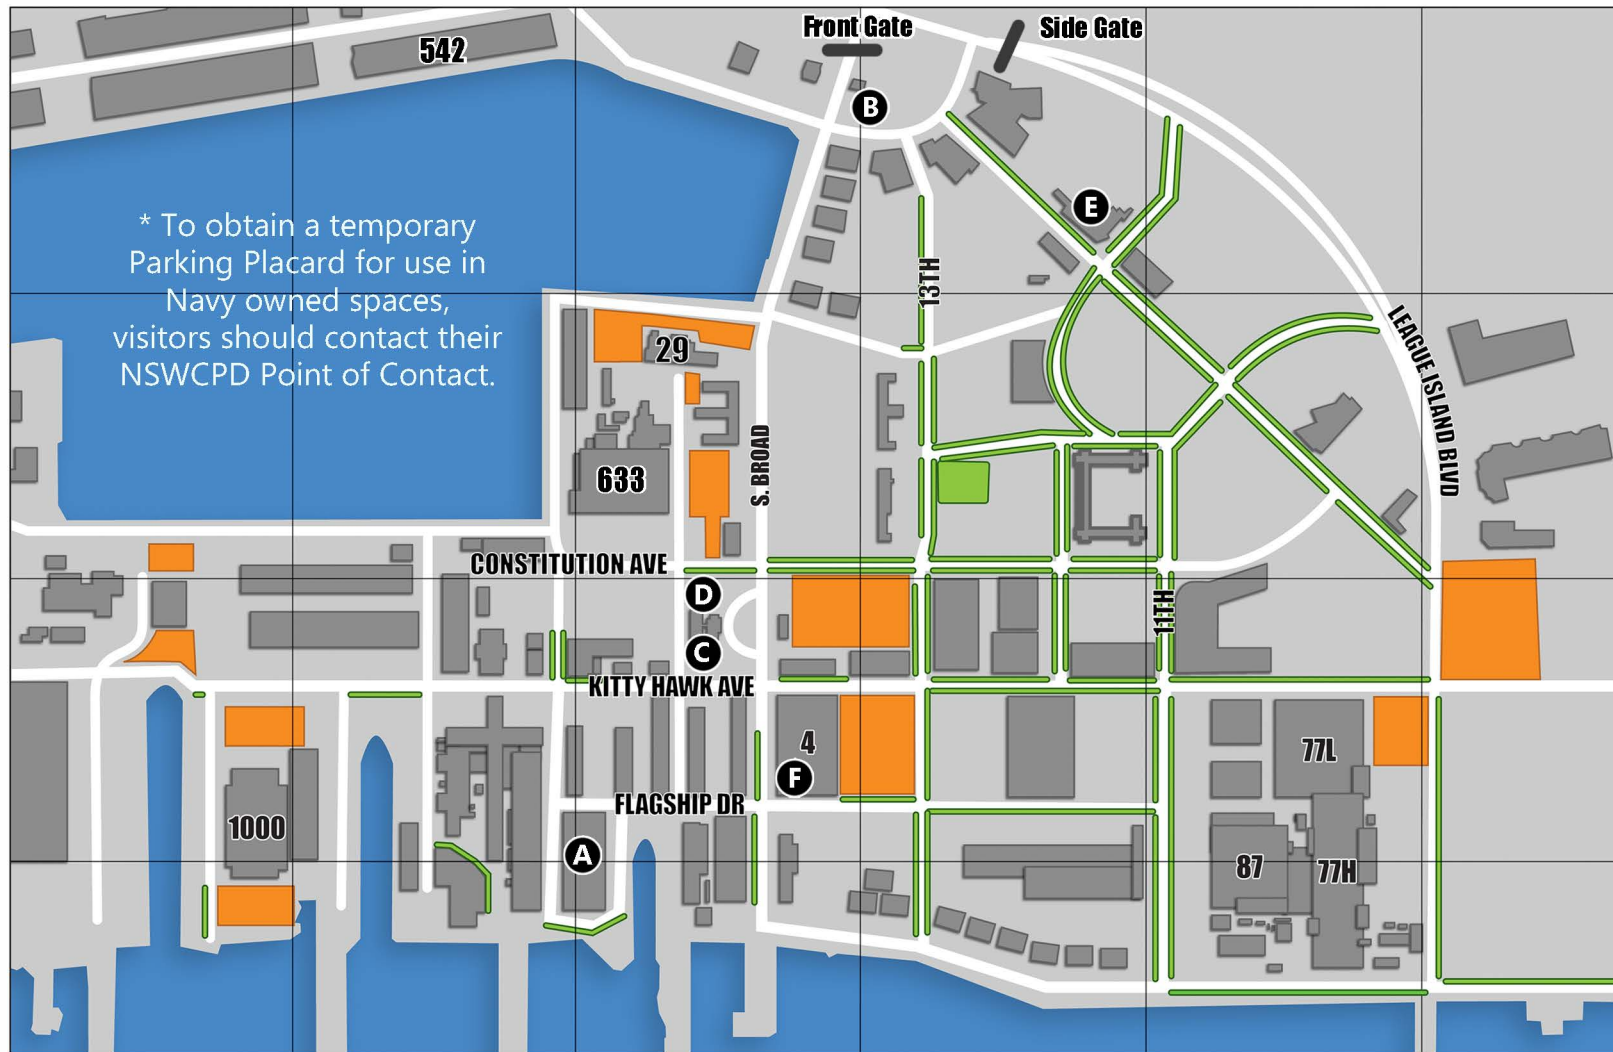 Front Gate
Side Gate
542
B
* To obtain a temporary
Parking Placard for use in
Navy owned spaces,
visitors should contact their
NSWCPD Point of Contact.
E
13TH
29
LEAGUE ISLAND BLVD
S. BROAD
633
CONSTITUTION AVE
D
11TH
C
KITTY HAWK AVE
4
77L
F
FLAGSHIP DR
1000
A
87
77H